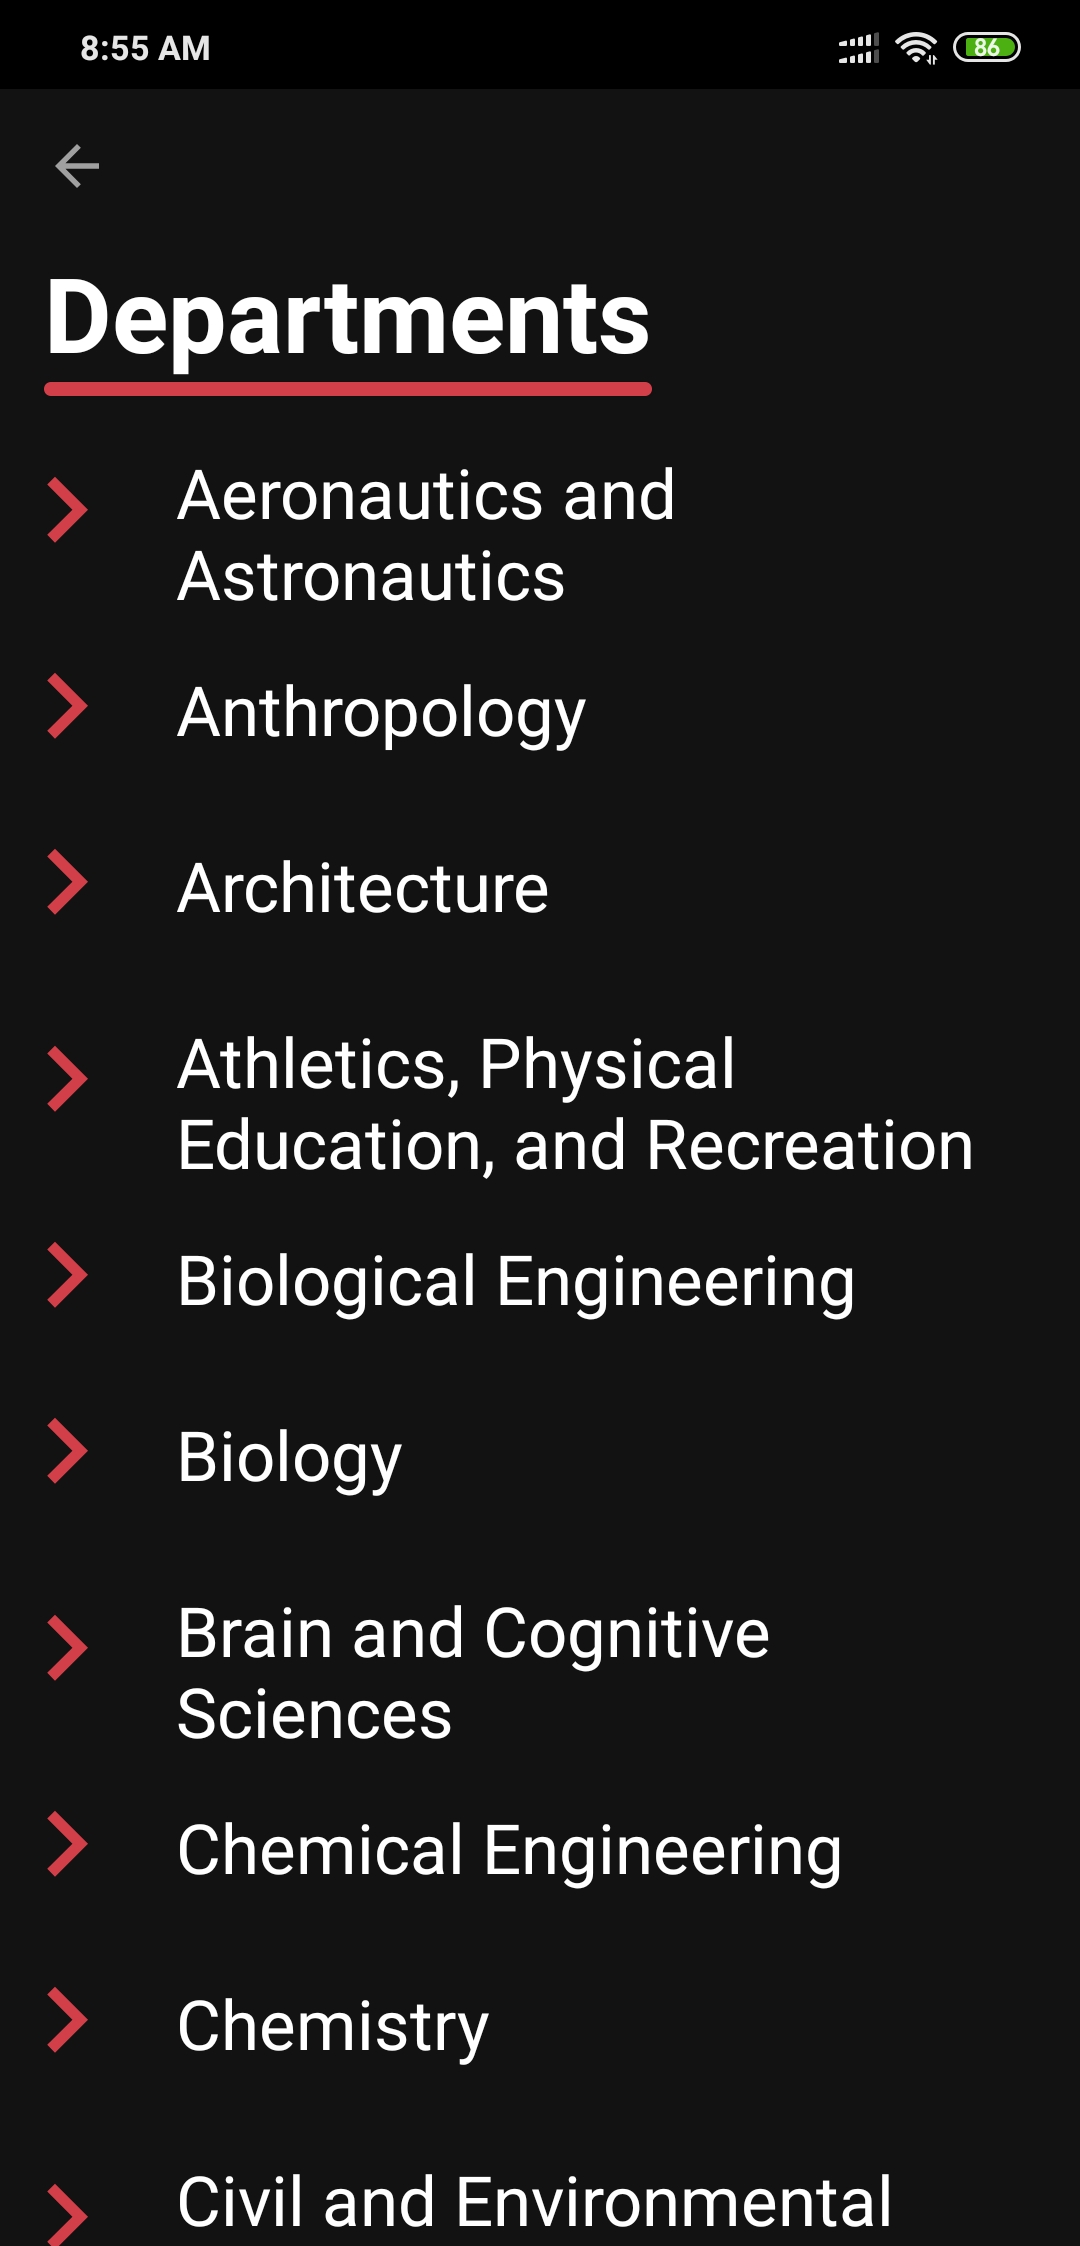 8:55 AM
86
Departments
Aeronautics and
Astronautics
Anthropology
Architecture
Athletics, Physical
Education, and Recreation
Biological Engineering
Biology
Brain and Cognitive
Sciences
Chemical Engineering
Chemistry
Civil and Environmental